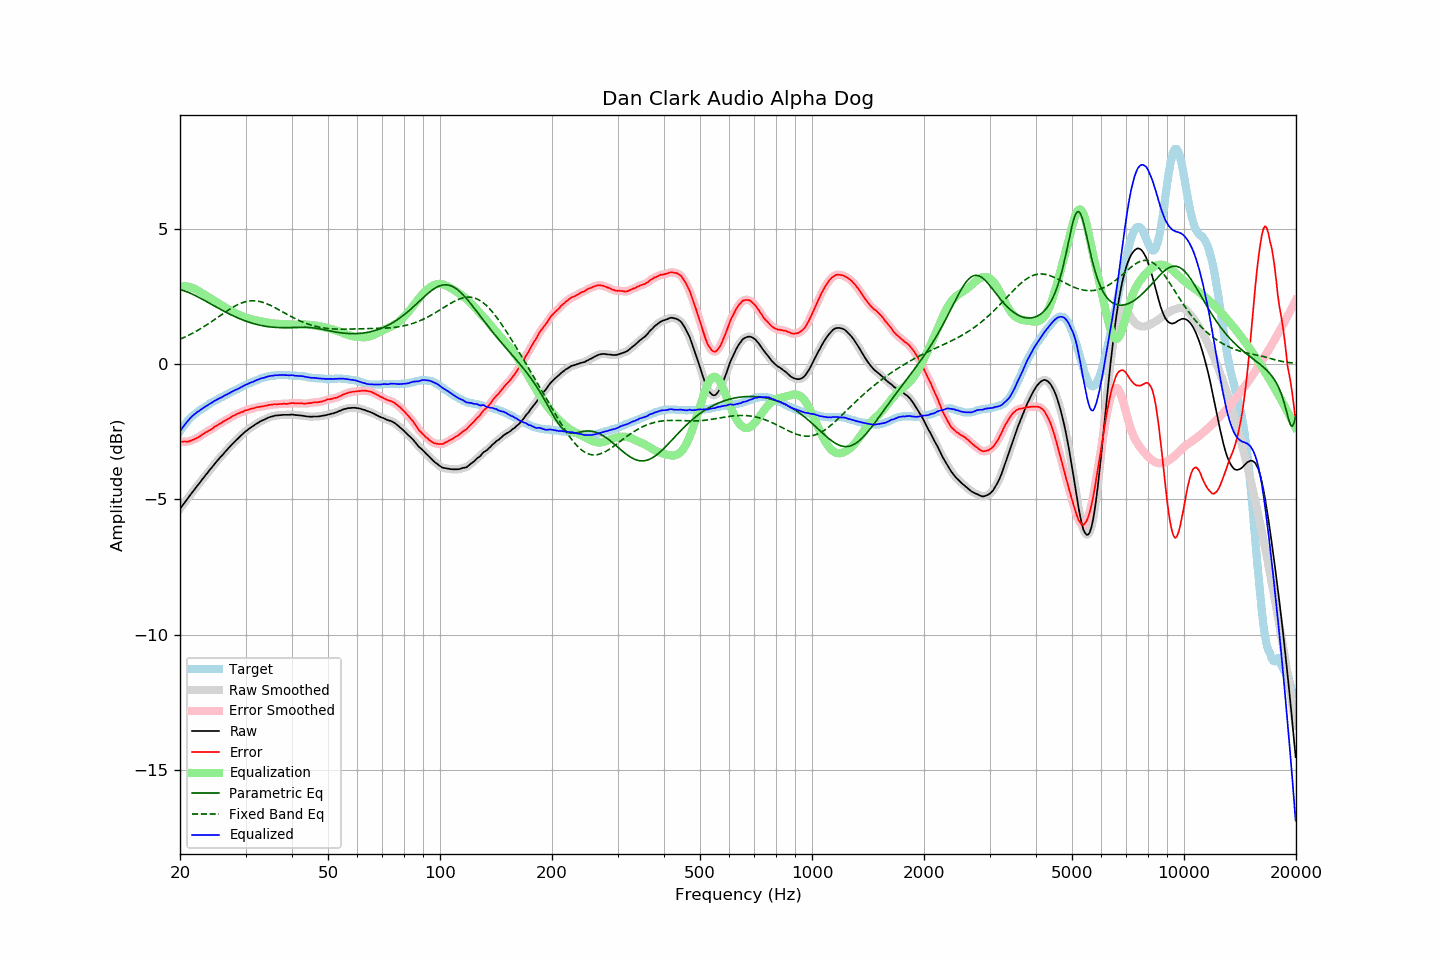 Dan Clark Audio Alpha Dog
Amplitude (dBr)
5
0
−5
−10
−15
Target
Raw Smoothed
Error Smoothed
Raw
Error
Equalization
Parametric Eq
Fixed Band Eq
Equalized
20 50 100 200 500 1000 2000 5000 10000 20000
Frequency (Hz)